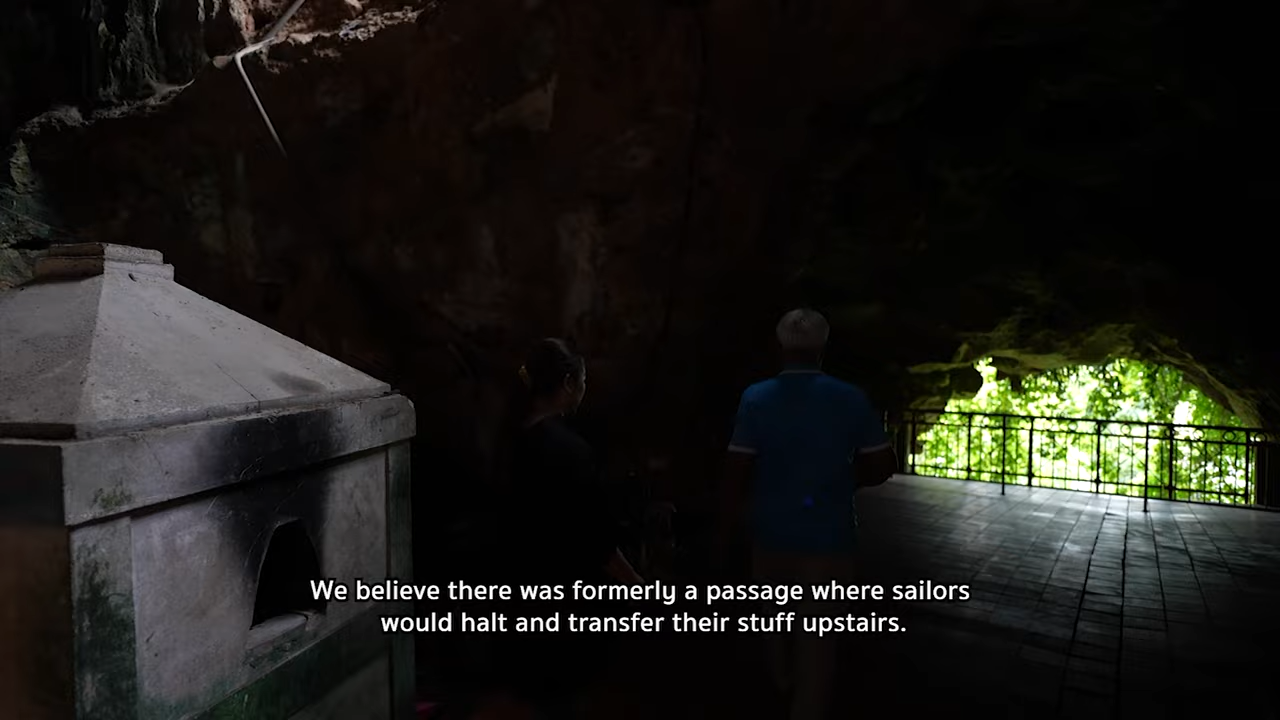 We believe there was formerly a passage where sailors
would halt and transfer their stuff upstairs.